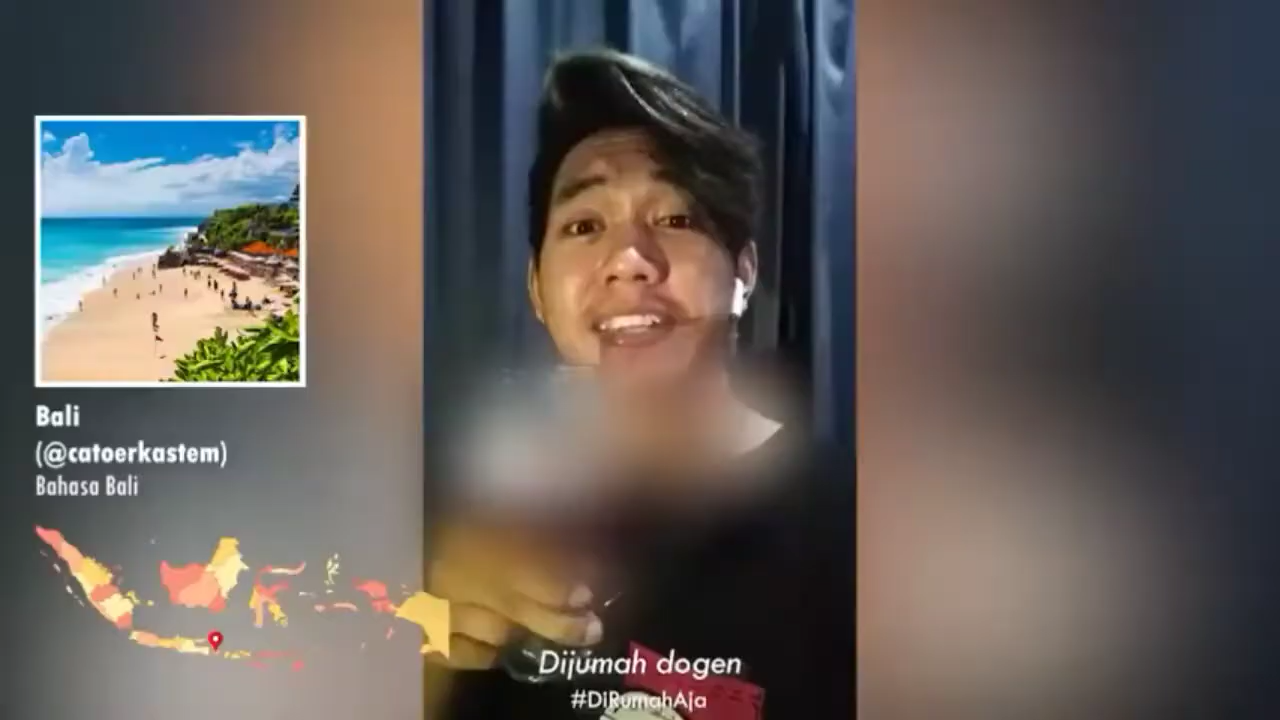 Bali
(@catoerkastem)
Bahasa Bali
Dijumah dogen
#DiRumahAja